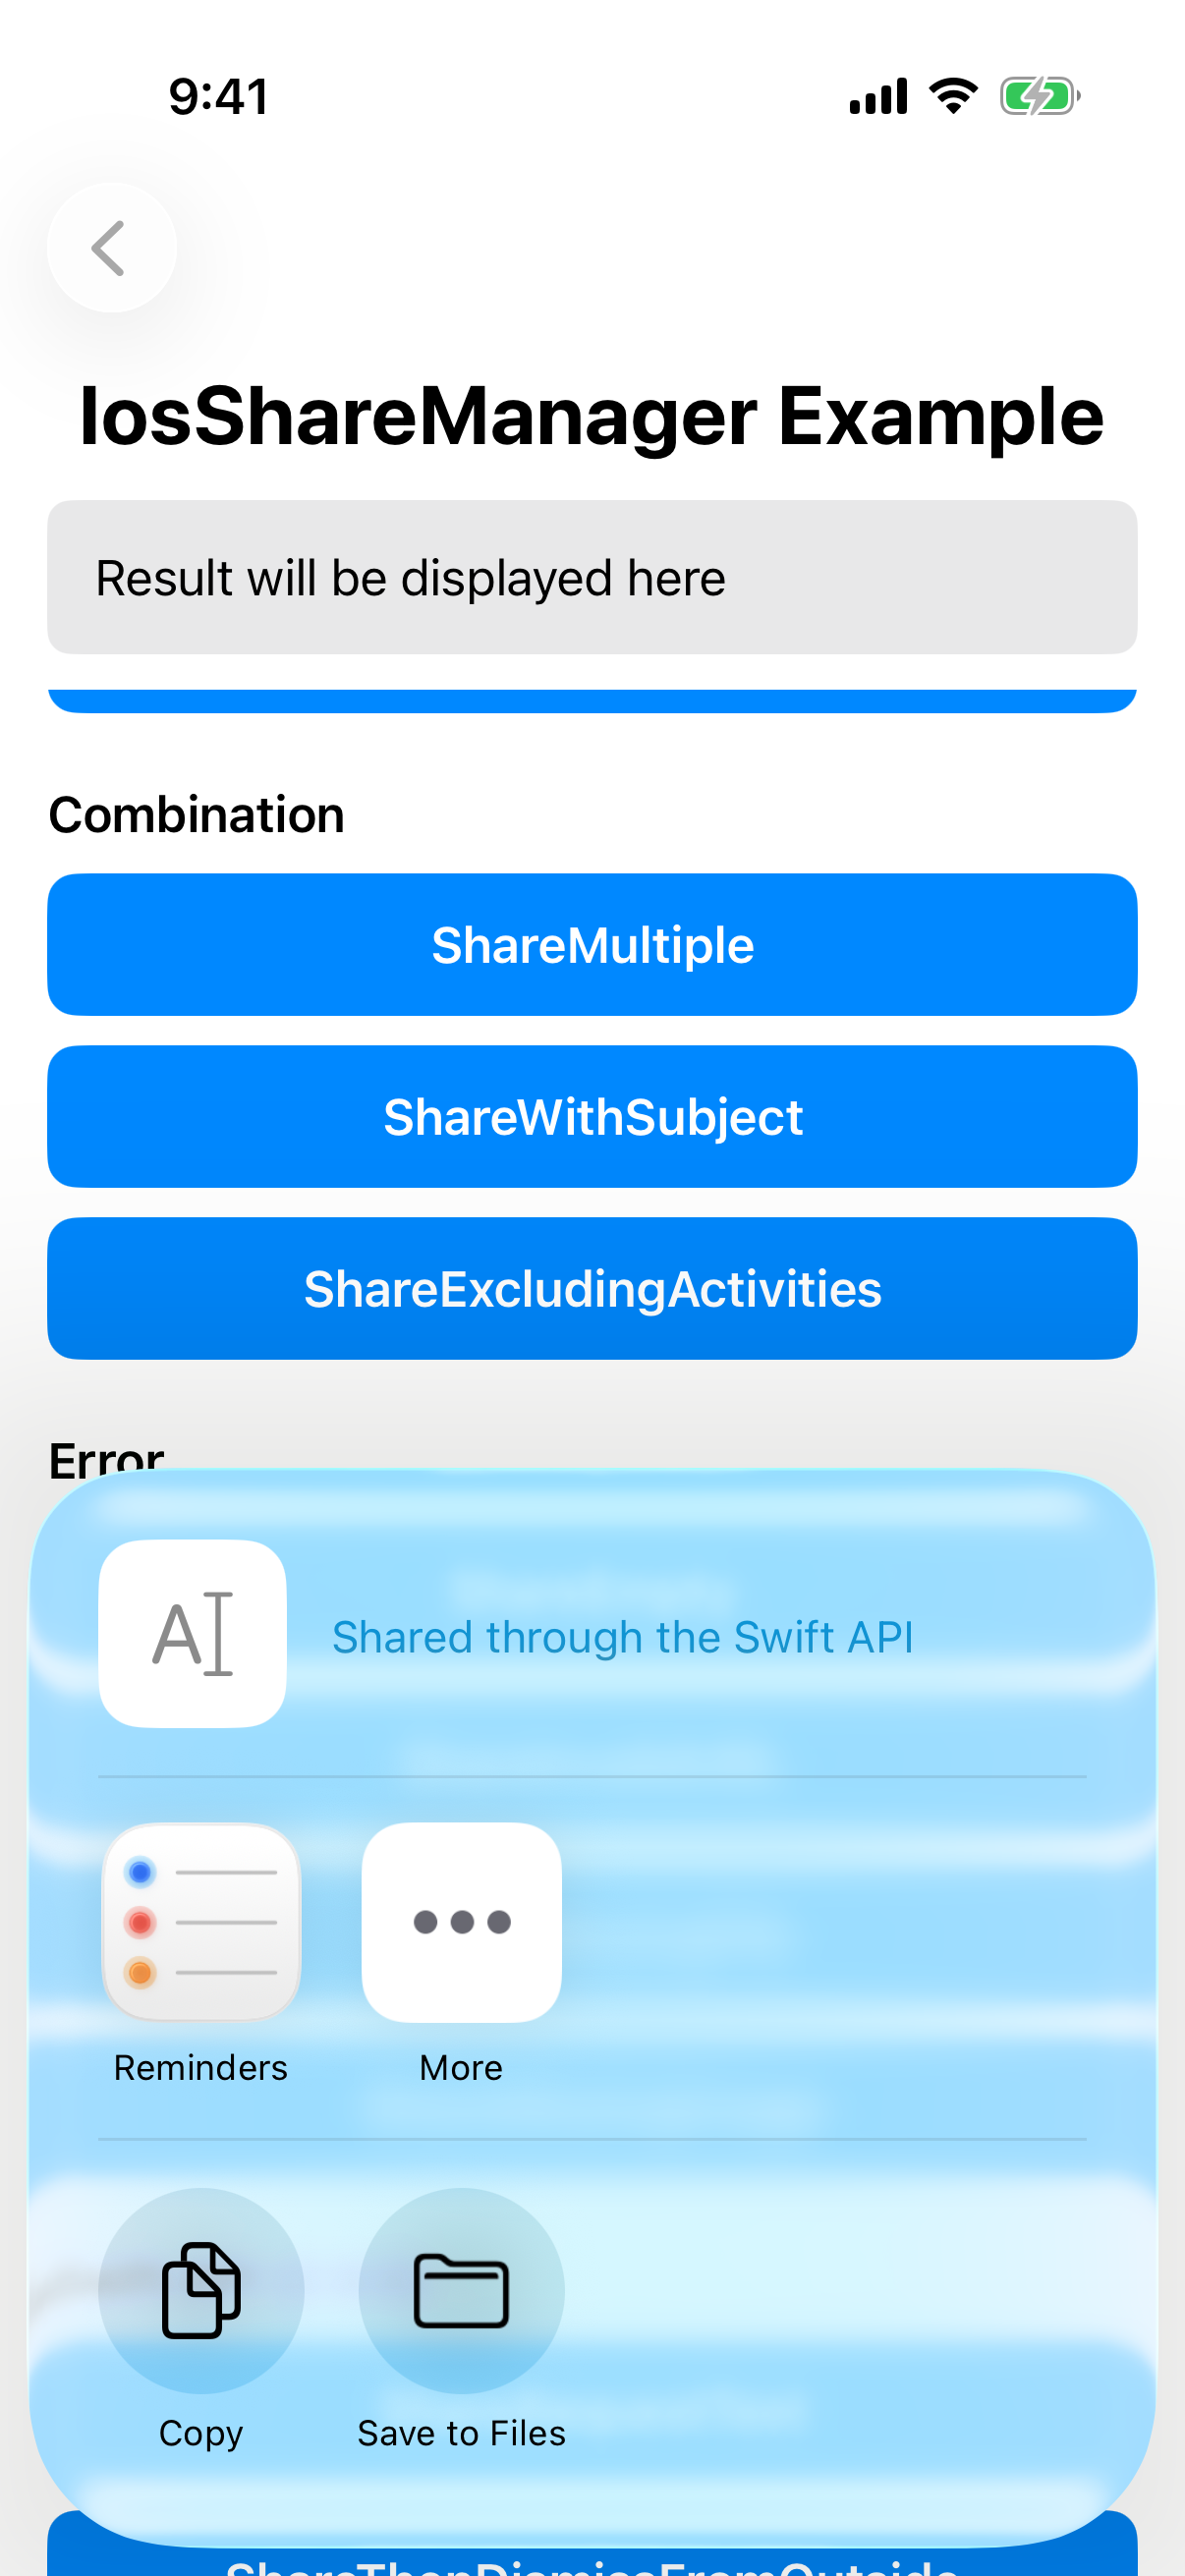 9:41
IosShareManager Example
Result will be displayed here
Combination
ShareMultiple
ShareWithSubject
ShareExcludingActivities
Error
Shared through the Swift API
Reminders
More
Copy
Save to Files
ShareThenDismissFromOutside